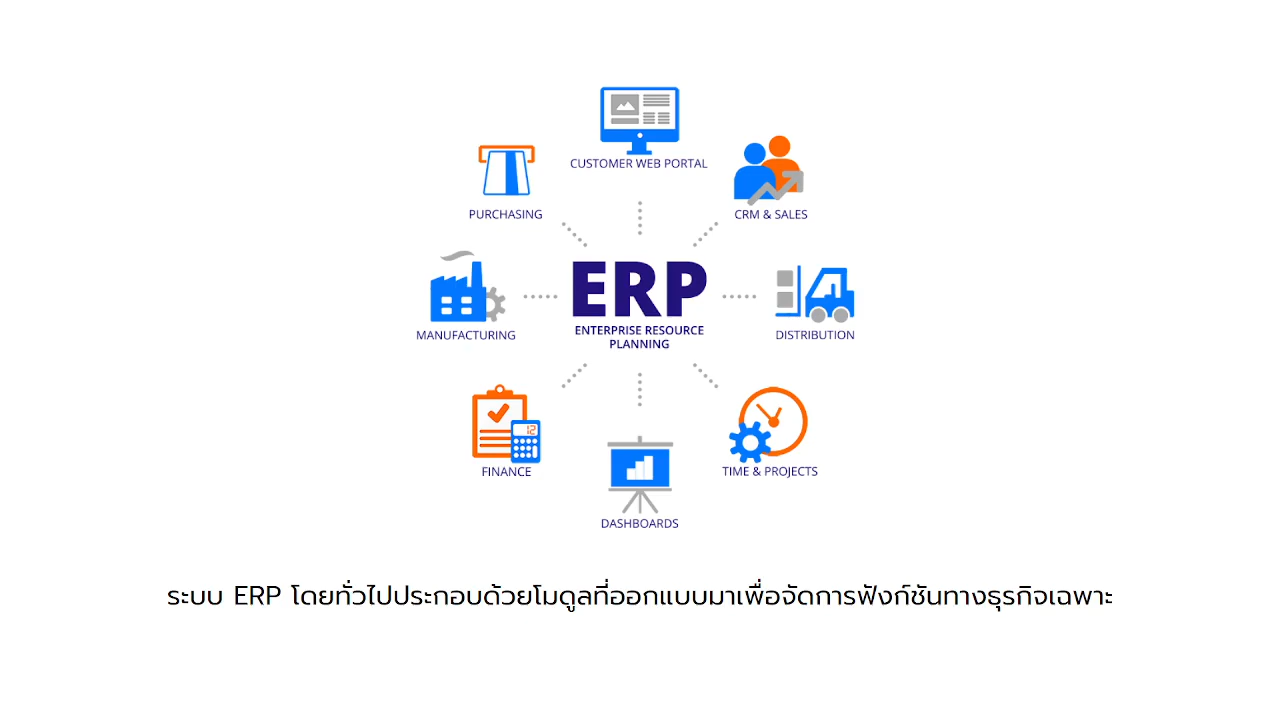 CUSTOMER WEB PORTAL
PURCHASING
CRM & SALES
ERP
ENTERPRISE RESOURCE
PLANNING
MANUFACTURING
DISTRIBUTION
12
FINANCE
TIME & PROJECTS
DASHBOARDS
ระบบ ERP โดยทั่วไปประกอบด้วยโมดูลที่ออกแบบมาเพื่อจัดการฟังก์ชันทางธุรกิจเฉพาะ